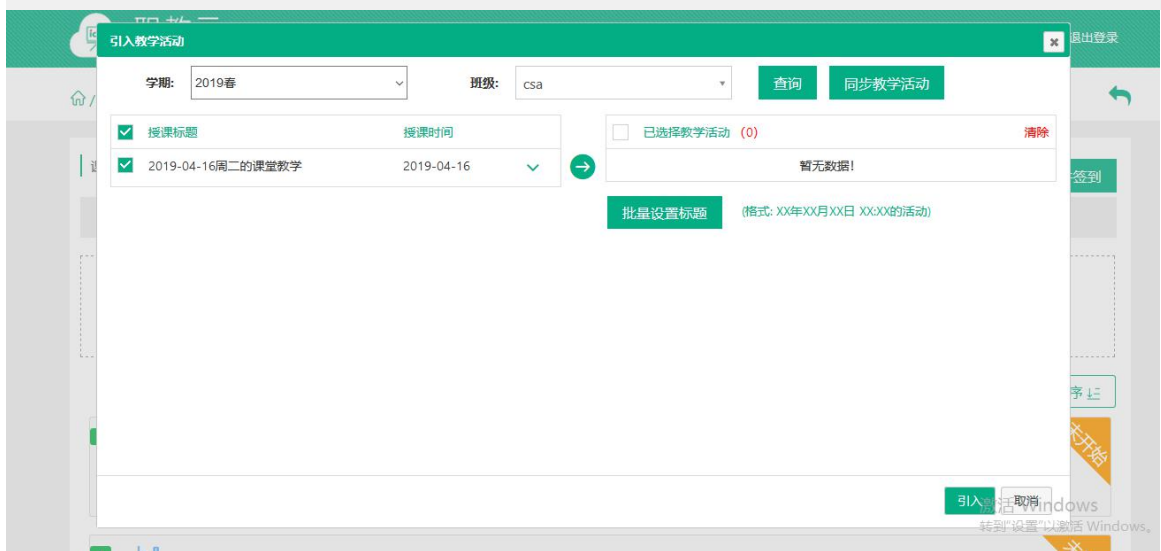 引入教学活动
退出登录
学期: 2019春 班级: csa 查询 同步教学活动
授课标题 授课时间
2019-04-16周二的课堂教学 2019-04-16
已选择教学活动 (0) 清除
暂无数据!
批量设置标题 (格式: XX年XX月XX日 XX:XX的活动)
签到
序
未开始
引入 取消
激活 Windows
转到"设置"以激活 Windows。